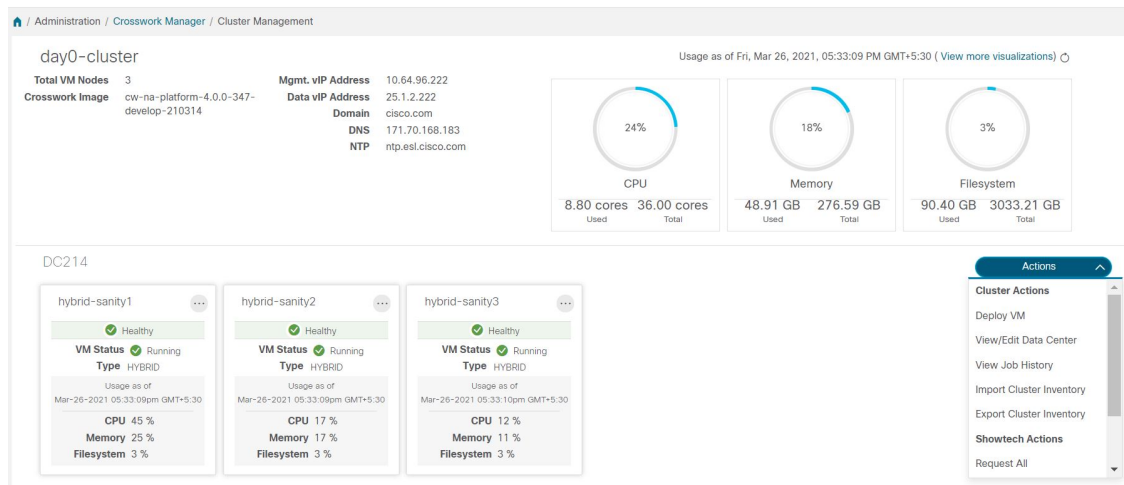 / Administration / Crosswork Manager / Cluster Management
day0-cluster
Usage as of Fri, Mar 26, 2021, 05:33:09 PM GMT+5:30 ( View more visualizations)
Total VM Nodes 3
Crosswork Image cw-na-platform-4.0.0-347-
develop-210314
Mgmt. vIP Address 10.64.96.222
Data vIP Address 25.1.2.222
Domain cisco.com
DNS 171.70.168.183
NTP ntp.esl.cisco.com
24%
CPU
8.80 cores 36.00 cores
Used Total
18%
Memory
48.91 GB 276.59 GB
Used Total
3%
Filesystem
90.40 GB 3033.21 GB
Used Total
DC214
hybrid-sanity1 ...
Healthy
VM Status Running
Type HYBRID
Usage as of
Mar-26-2021 05:33:09pm GMT+5:30
CPU 45 %
Memory 25 %
Filesystem 3 %
hybrid-sanity2 ...
Healthy
VM Status Running
Type HYBRID
Usage as of
Mar-26-2021 05:33:09pm GMT+5:30
CPU 17 %
Memory 17 %
Filesystem 3 %
hybrid-sanity3 ...
Healthy
VM Status Running
Type HYBRID
Usage as of
Mar-26-2021 05:33:10pm GMT+5:30
CPU 12 %
Memory 11 %
Filesystem 3 %
Actions
Cluster Actions
Deploy VM
View/Edit Data Center
View Job History
Import Cluster Inventory
Export Cluster Inventory
Showtech Actions
Request All